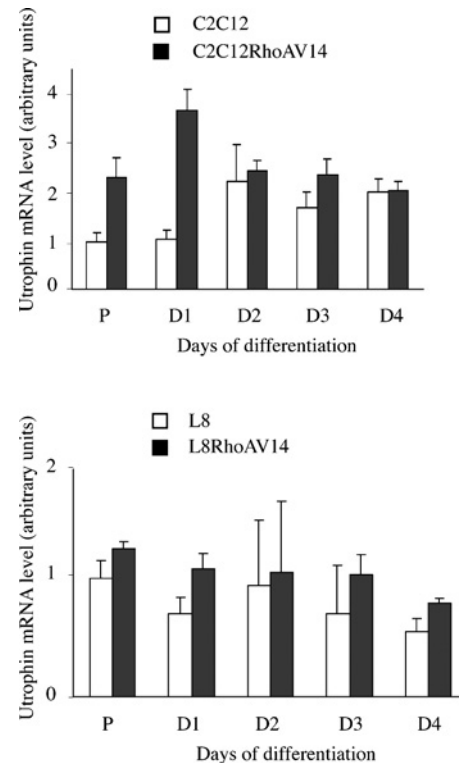 C2C12
C2C12RhoAV14
Utrophin mRNA level (arbitrary units)
4
3
2
1
0
P D1 D2 D3 D4
Days of differentiation
L8
L8RhoAV14
Utrophin mRNA level (arbitrary units)
2
1
0
P D1 D2 D3 D4
Days of differentiation